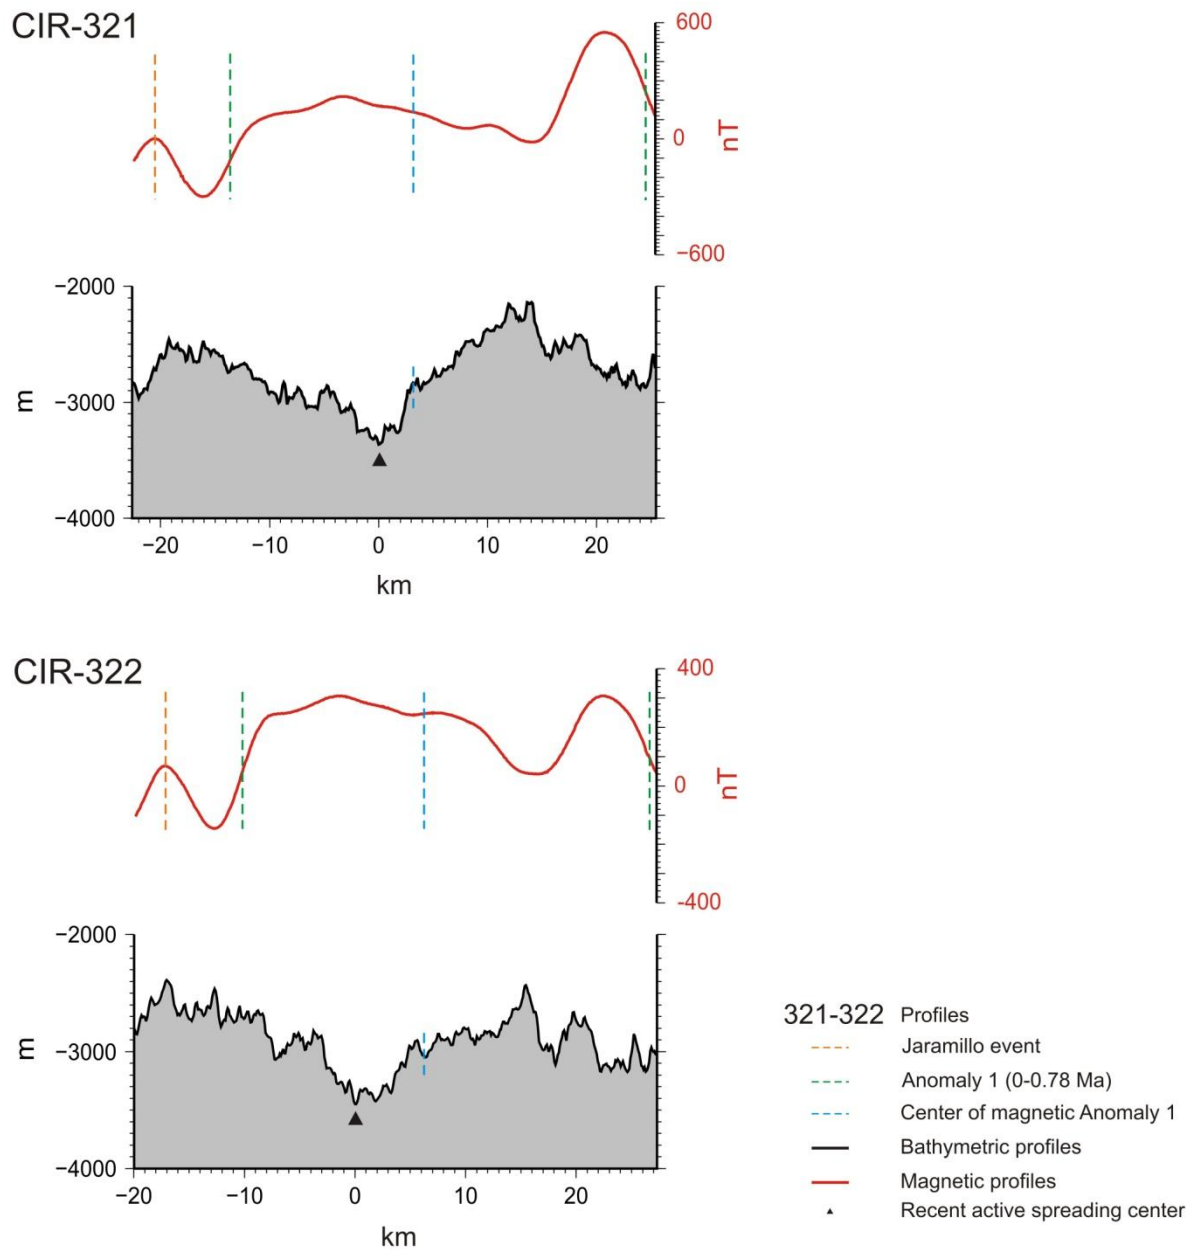 CIR-321
600
0
−600
nT
−2000
−3000
−4000
m
−20 −10 0 10 20
km
CIR-322
400
0
-400
nT
−2000
−3000
−4000
m
−20 −10 0 10 20
km
321-322 Profiles
Jaramillo event
Anomaly 1 (0-0.78 Ma)
Center of magnetic Anomaly 1
Bathymetric profiles
Magnetic profiles
Recent active spreading center